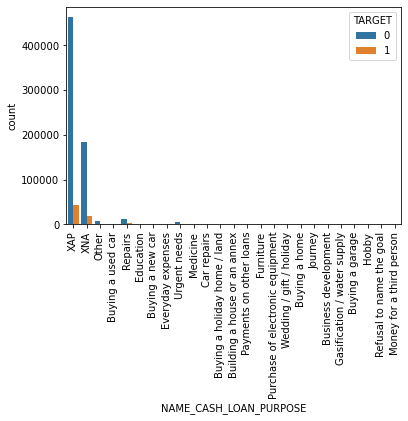 TARGET
0
1
count
400000
300000
200000
100000
0
XAP
XNA
Other
Buying a used car
Repairs
Education
Buying a new car
Everyday expenses
Urgent needs
Medicine
Car repairs
Buying a holiday home / land
Building a house or an annex
Payments on other loans
Furniture
Purchase of electronic equipment
Wedding / gift / holiday
Buying a home
Journey
Business development
Gasification / water supply
Buying a garage
Hobby
Refusal to name the goal
Money for a third person
NAME_CASH_LOAN_PURPOSE